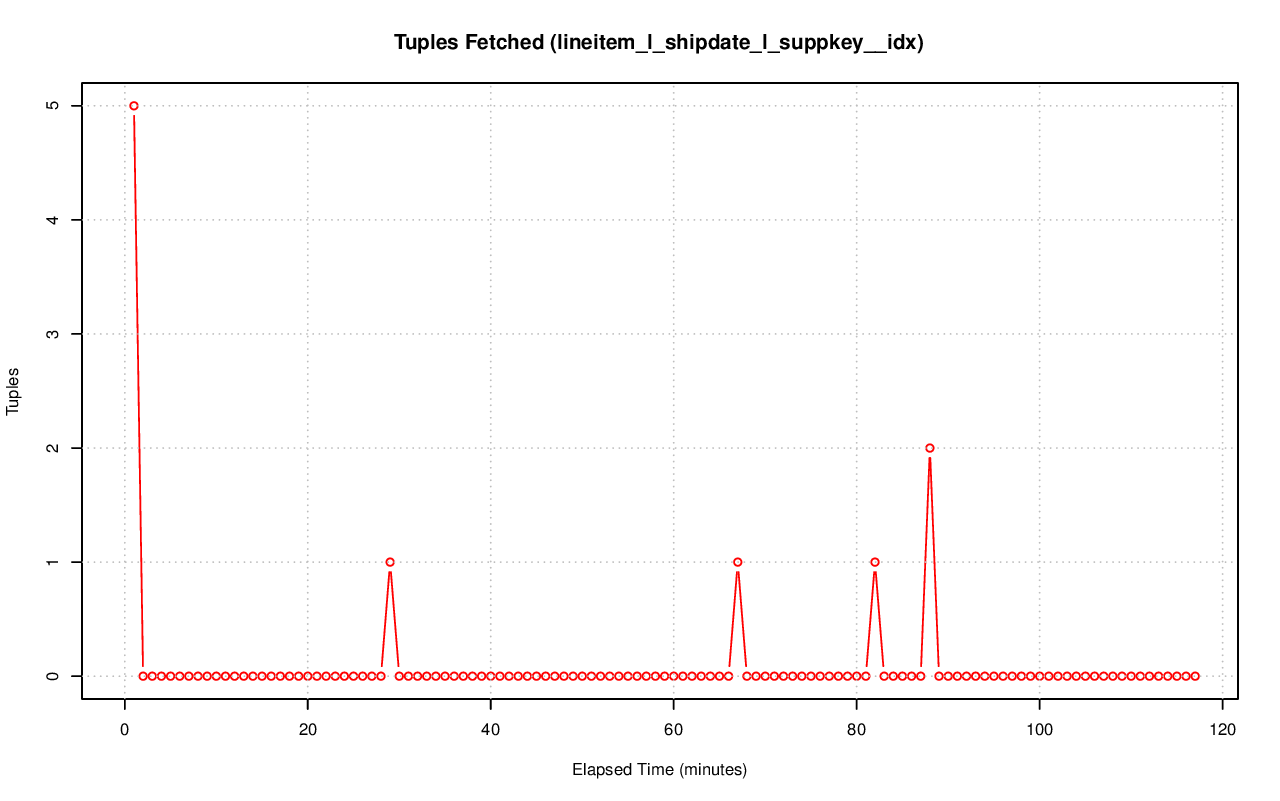 Tuples Fetched (lineitem_l_shipdate_l_suppkey__idx)
5
4
3
2
1
0
Tuples
0 20 40 60 80 100 120
Elapsed Time (minutes)